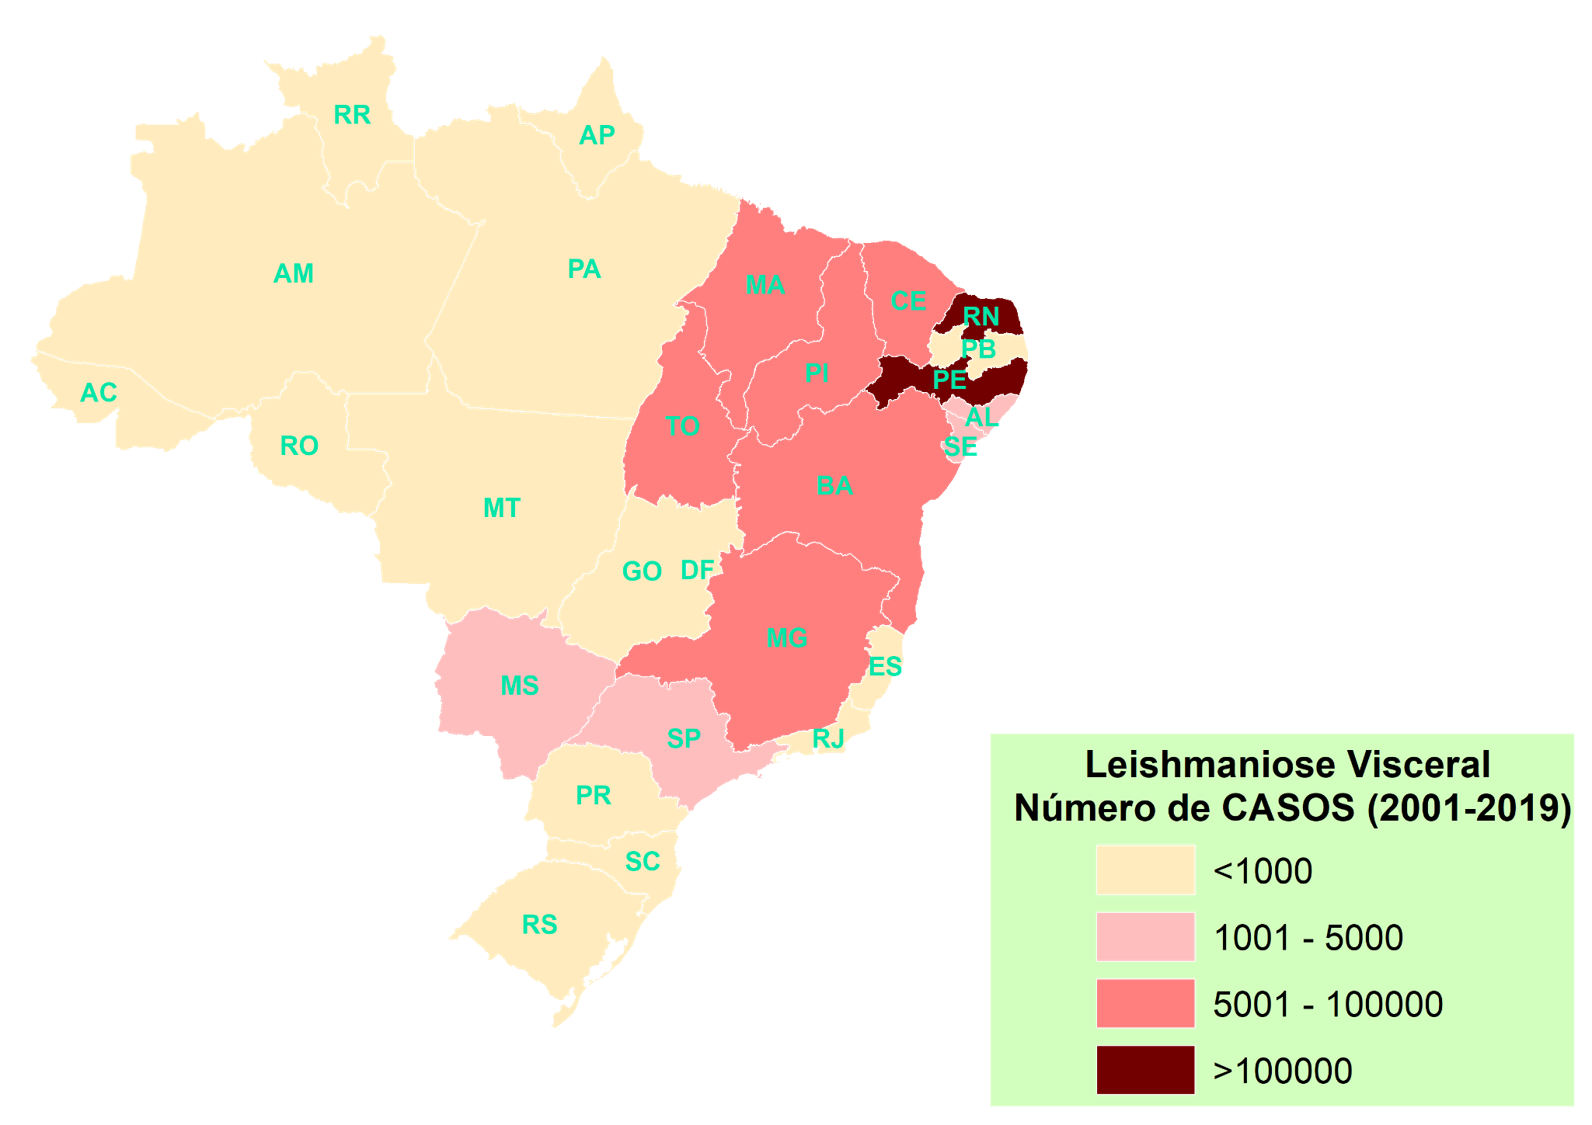 RR
AP
AM
PA
MA
CE
RN
PB
PI
PE
AC
TO
AL
RO
SE
BA
MT
GO
DF
MG
ES
MS
SP
RJ
PR
SC
RS
Leishmaniose Visceral
Número de CASOS (2001-2019)
<1000
1001 - 5000
5001 - 100000
>100000